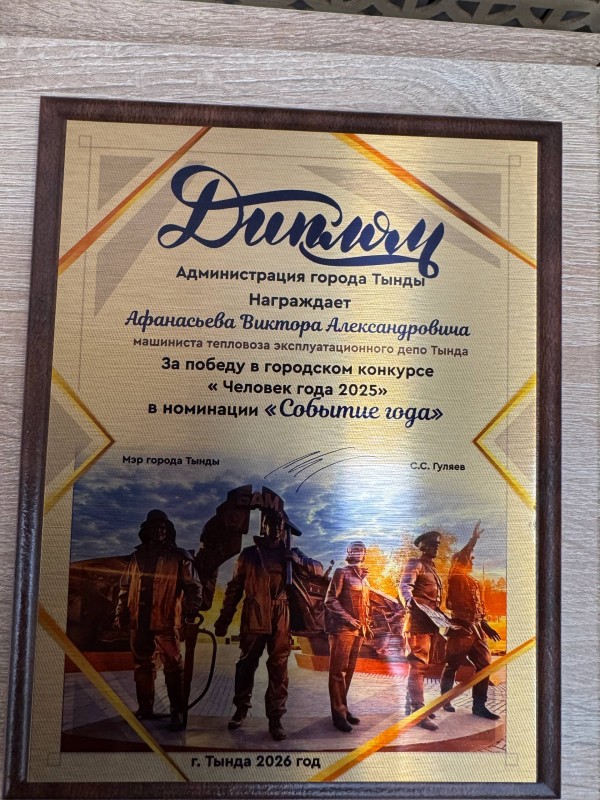 Диплом
Администрация города Тынды
Награждает
Афанасьева Виктора Александровича
машиниста тепловоза эксплуатационного депо Тында
За победу в городском конкурсе
« Человек года 2025»
в номинации «Событие года»
Мэр города Тынды С.С. Гуляев
БАМ
г. Тында 2026 год